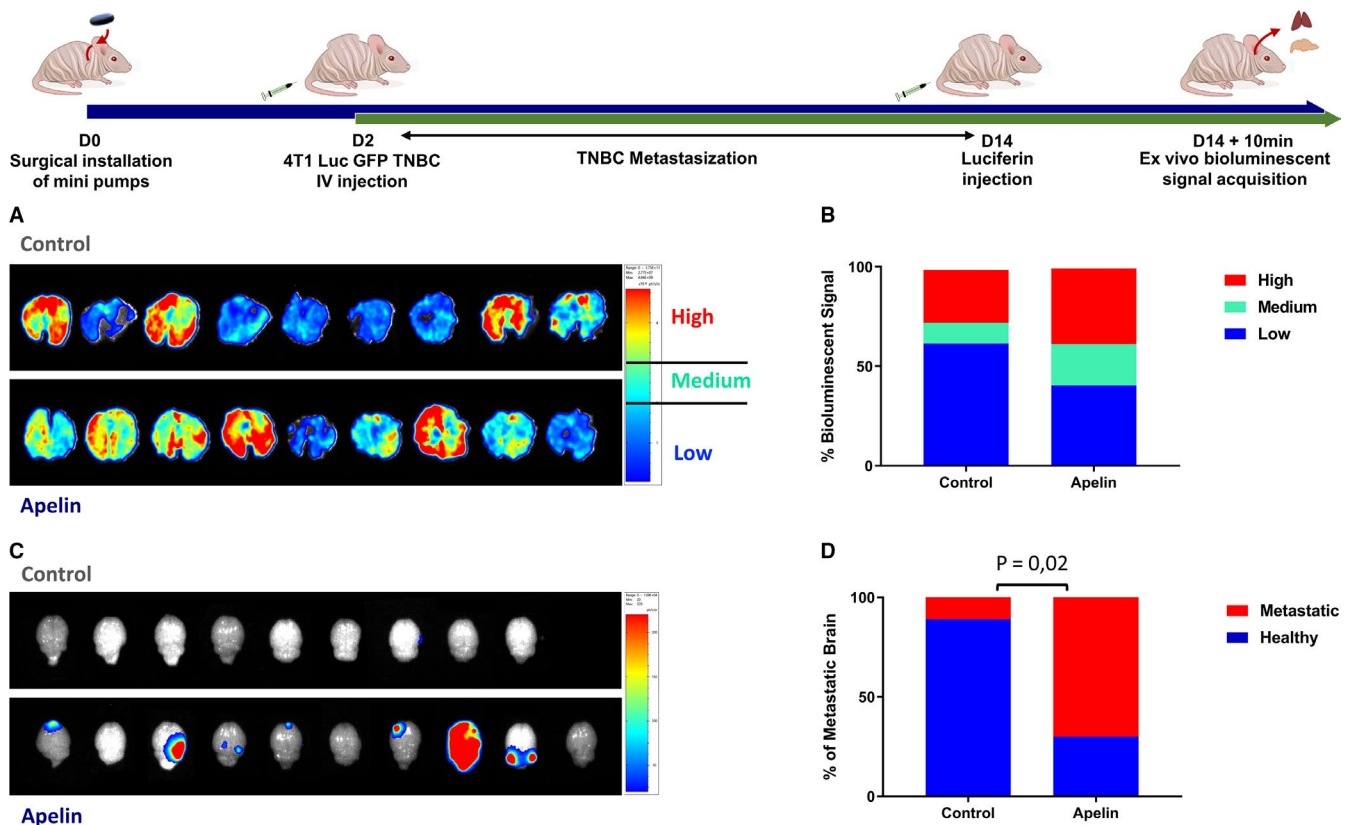 D0
Surgical installation
of mini pumps
D2
4T1 Luc GFP TNBC
IV injection
TNBC Metastasization
D14
Luciferin
injection
D14 + 10min
Ex vivo bioluminescent
signal acquisition
A
Control
High
Medium
Low
Apelin
B
% Bioluminescent Signal
100
50
0
Control
Apelin
High
Medium
Low
C
Control
Apelin
D
P = 0,02
% of Metastatic Brain
100
50
0
Control
Apelin
Metastatic
Healthy